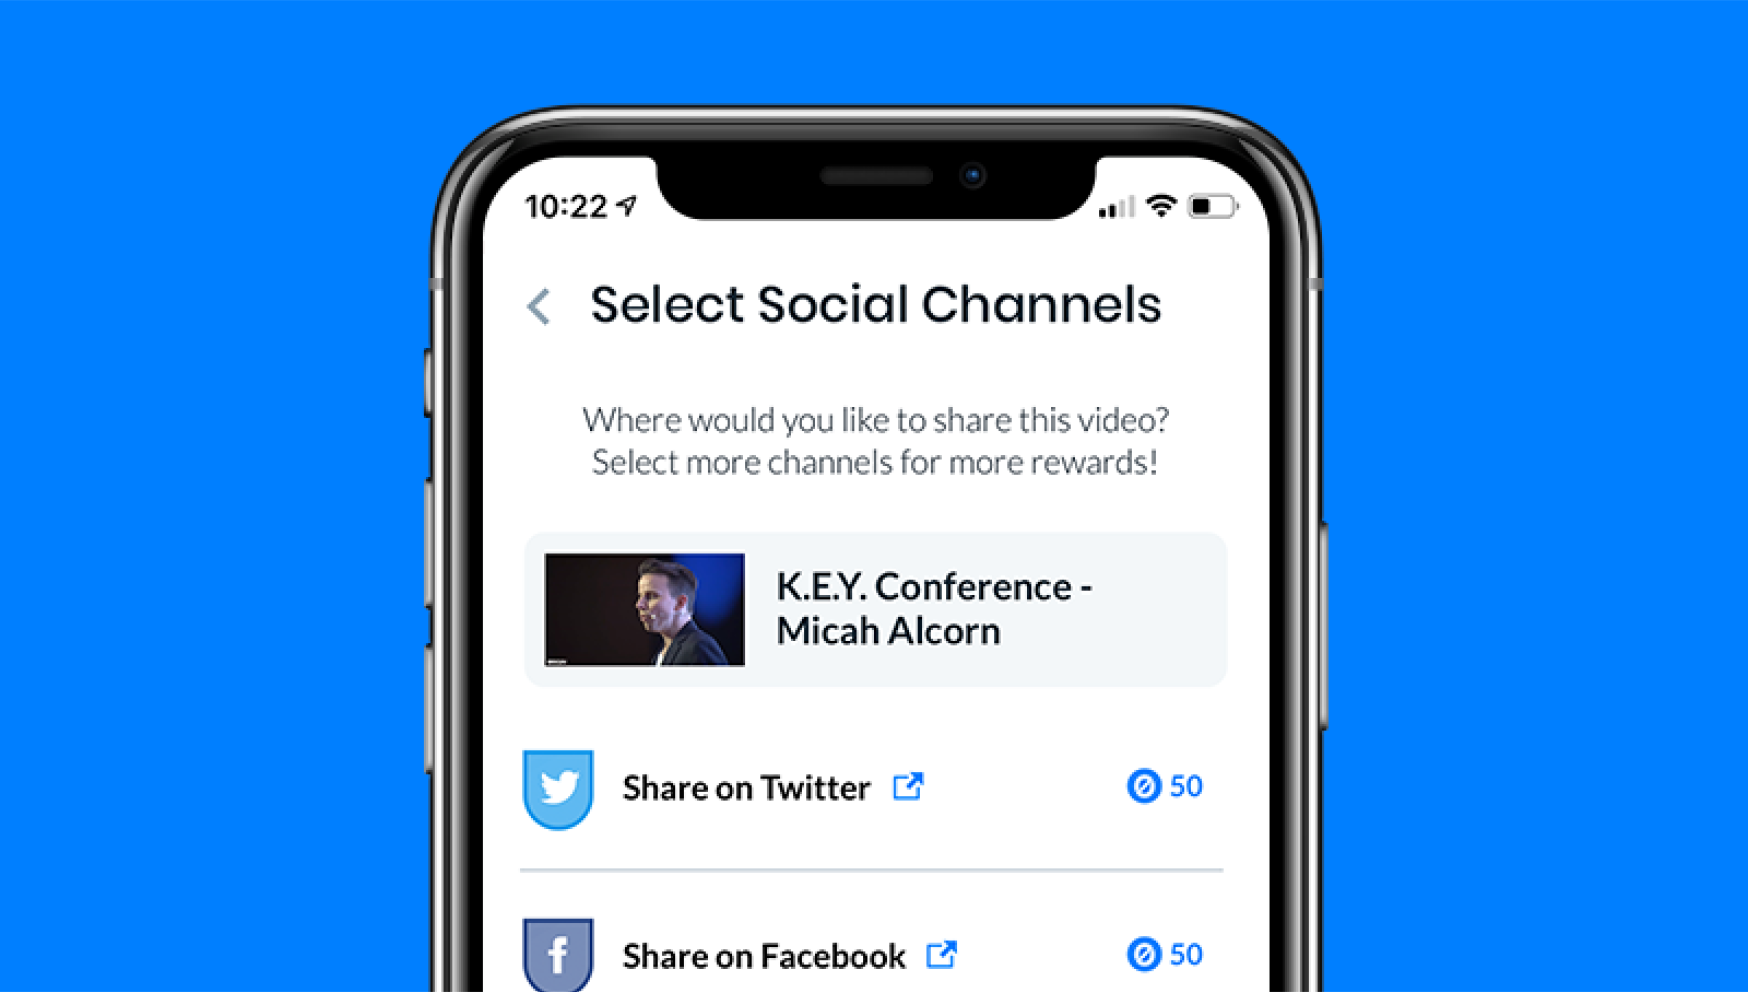 10:22
Select Social Channels
Where would you like to share this video?
Select more channels for more rewards!
K.E.Y. Conference -
Micah Alcorn
Share on Twitter
50
Share on Facebook
50